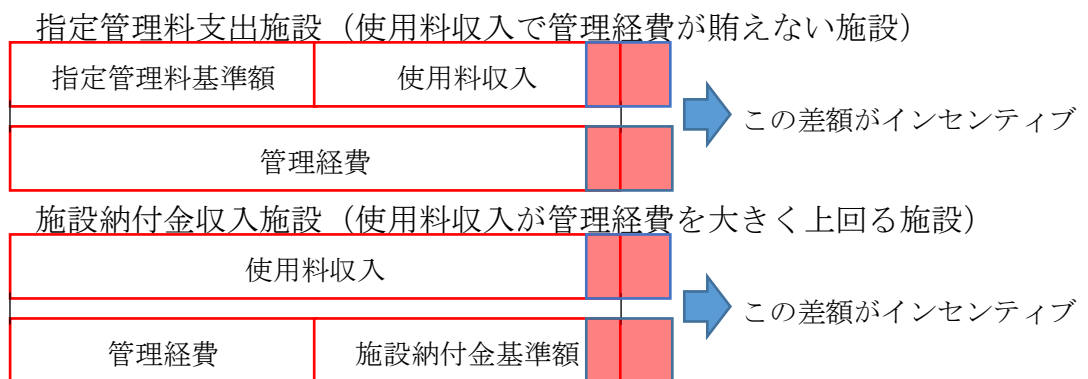 指定管理料支出施設（使用料収入で管理経費が賄えない施設）
指定管理料基準額 使用料収入
この差額がインセンティブ
管理経費
施設納付金収入施設（使用料収入が管理経費を大きく上回る施設）
使用料収入
この差額がインセンティブ
管理経費 施設納付金基準額